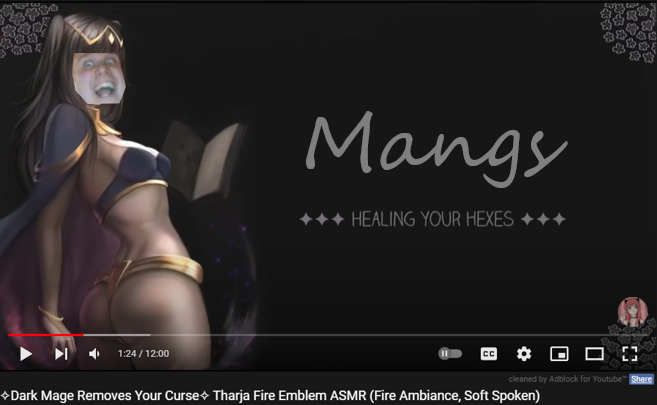 Mangs
✦✦✦ HEALING YOUR HEXES ✦✦✦
1:24 / 12:00
CC
cleaned by Adblock for Youtube™ Share
✧Dark Mage Removes Your Curse✧ Tharja Fire Emblem ASMR (Fire Ambiance, Soft Spoken)